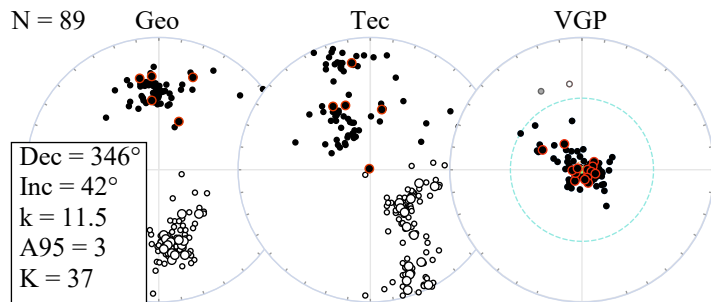 N = 89
Geo
Tec
VGP
Dec = 346°
Inc = 42°
k = 11.5
A95 = 3
K = 37